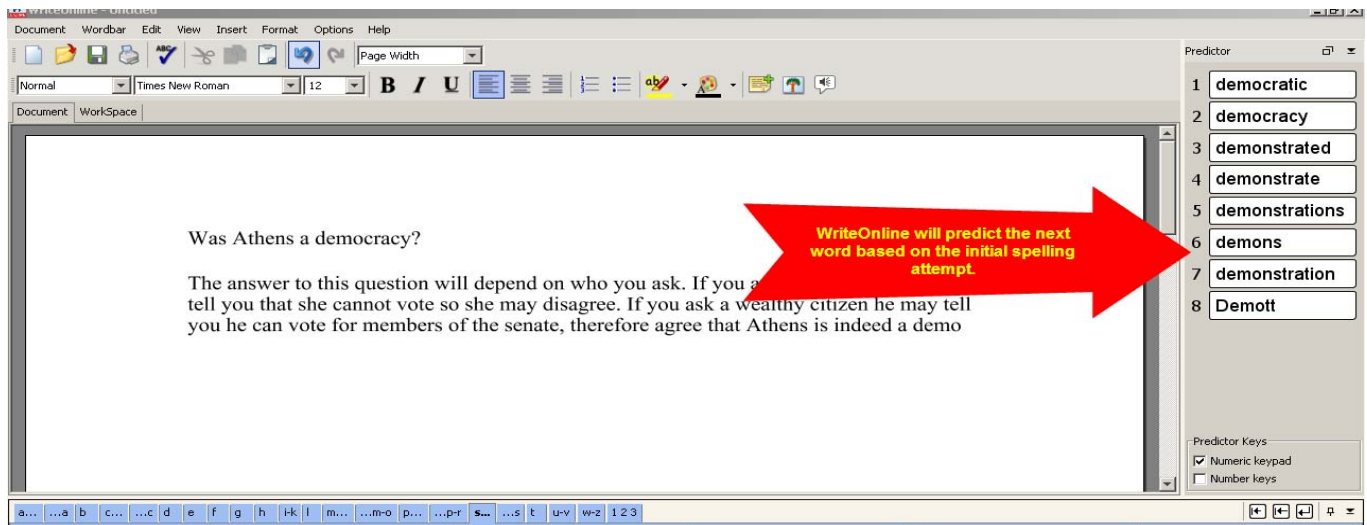 WriteOnline - Untitled
Document Wordbar Edit View Insert Format Options Help
ABC
Page Width
Normal Times New Roman 12 B I U ab
Document WorkSpace
Was Athens a democracy?
The answer to this question will depend on who you ask. If you a
tell you that she cannot vote so she may disagree. If you ask a wealthy citizen he may tell
you he can vote for members of the senate, therefore agree that Athens is indeed a demo
WriteOnline will predict the next
word based on the initial spelling
attempt.
Predictor
1 democratic
2 democracy
3 demonstrated
4 demonstrate
5 demonstrations
6 demons
7 demonstration
8 Demott
Predictor Keys
Numeric keypad
Number keys
a... ...a b c... ...c d e f g h i-k l m... ...m-o p... ...p-r s... ...s t u-v w-z 1 2 3